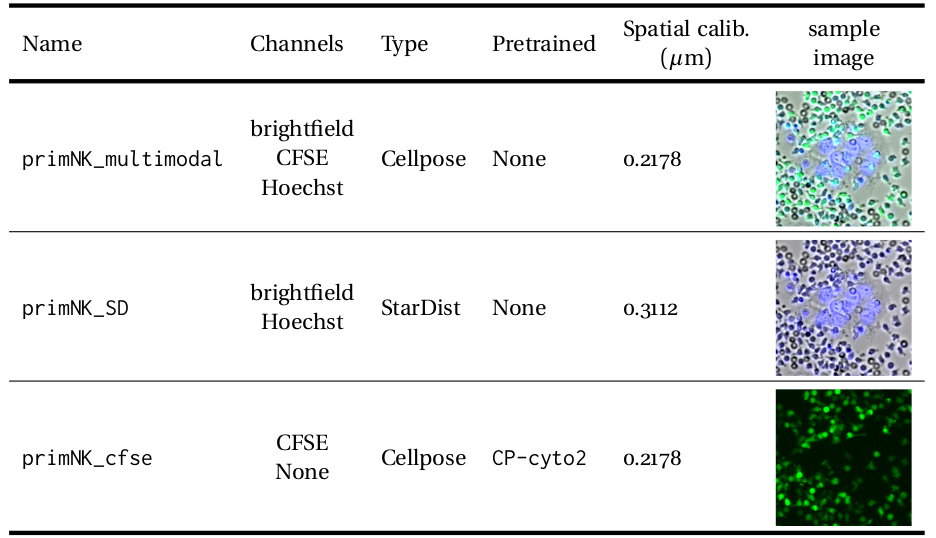 Name Channels Type Pretrained Spatial calib. (μm) sample image
brightfield
primNK_multimodal CFSE Cellpose None 0.2178
Hoechst
brightfield
primNK_SD StarDist None 0.3112
Hoechst
CFSE
primNK_cfse Cellpose CP-cyto2 0.2178
None